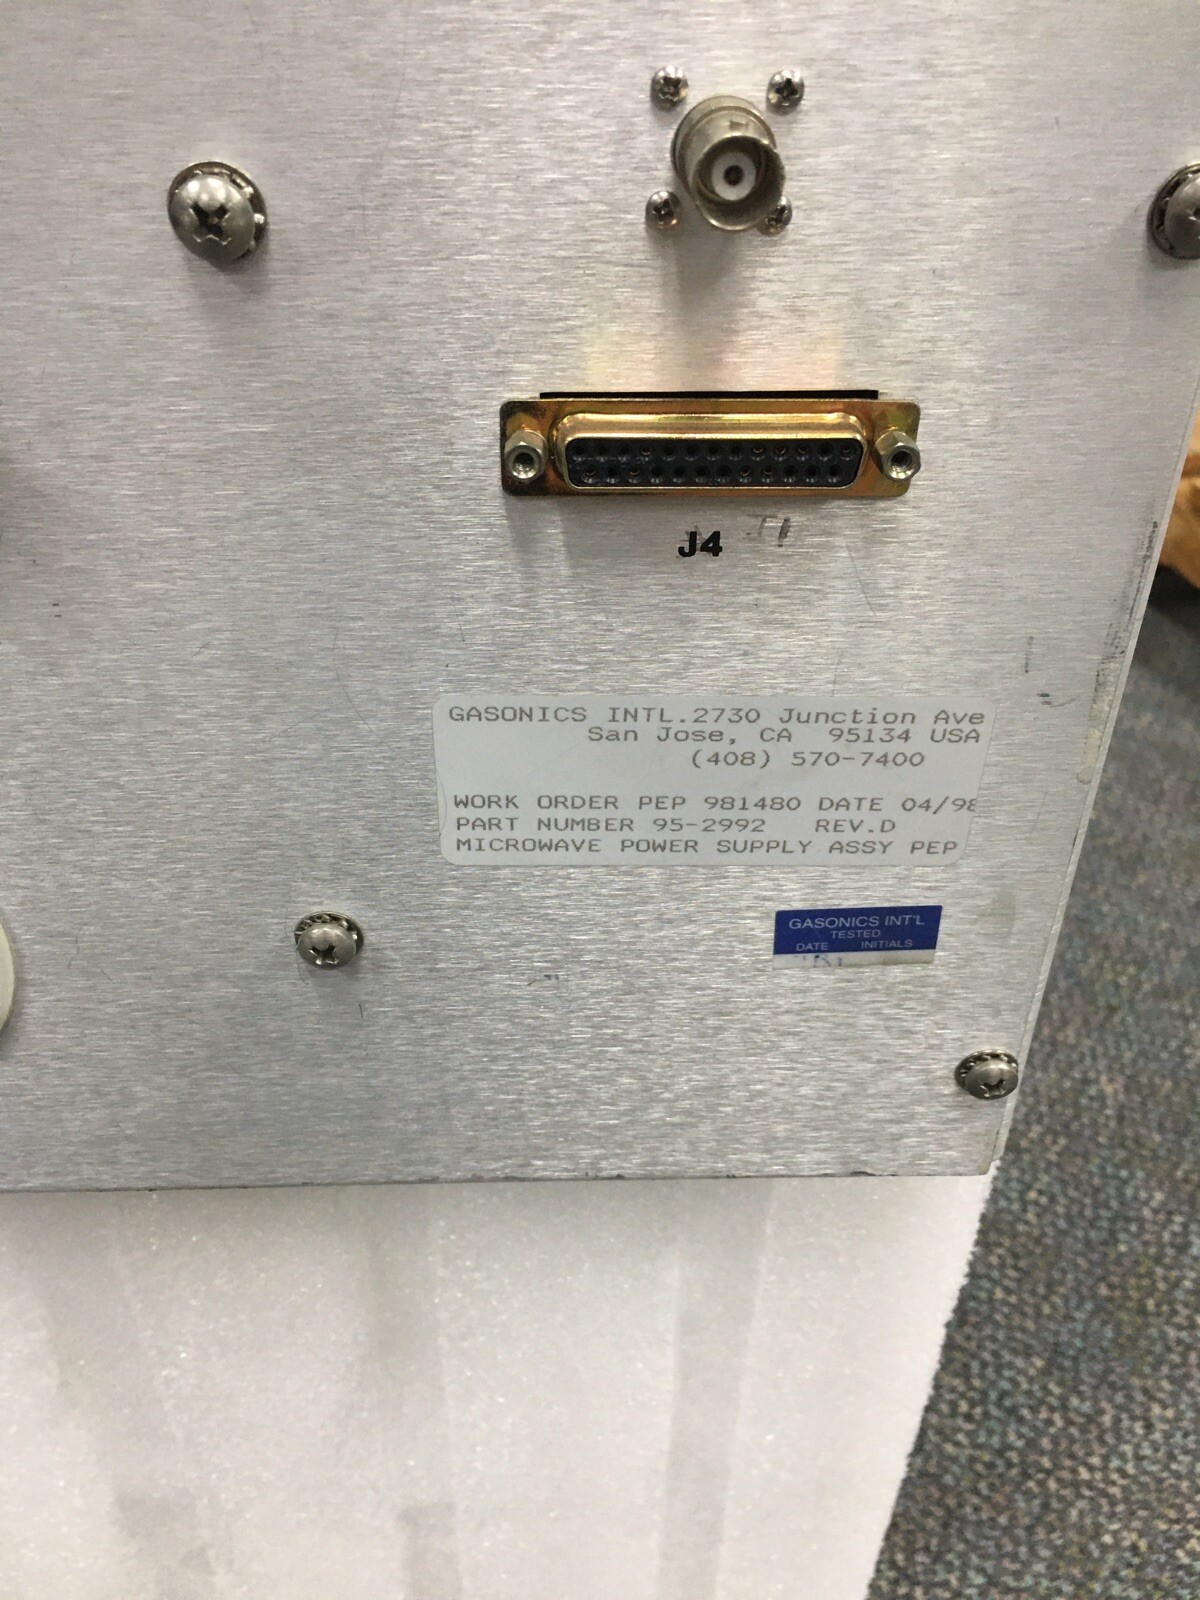 J4
GASONICS INTL.2730 Junction Ave
San Jose, CA 95134 USA
(408) 570-7400
WORK ORDER PEP 981480 DATE 04/98
PART NUMBER 95-2992 REV.D
MICROWAVE POWER SUPPLY ASSY PEP
GASONICS INT'L
TESTED
DATE INITIALS